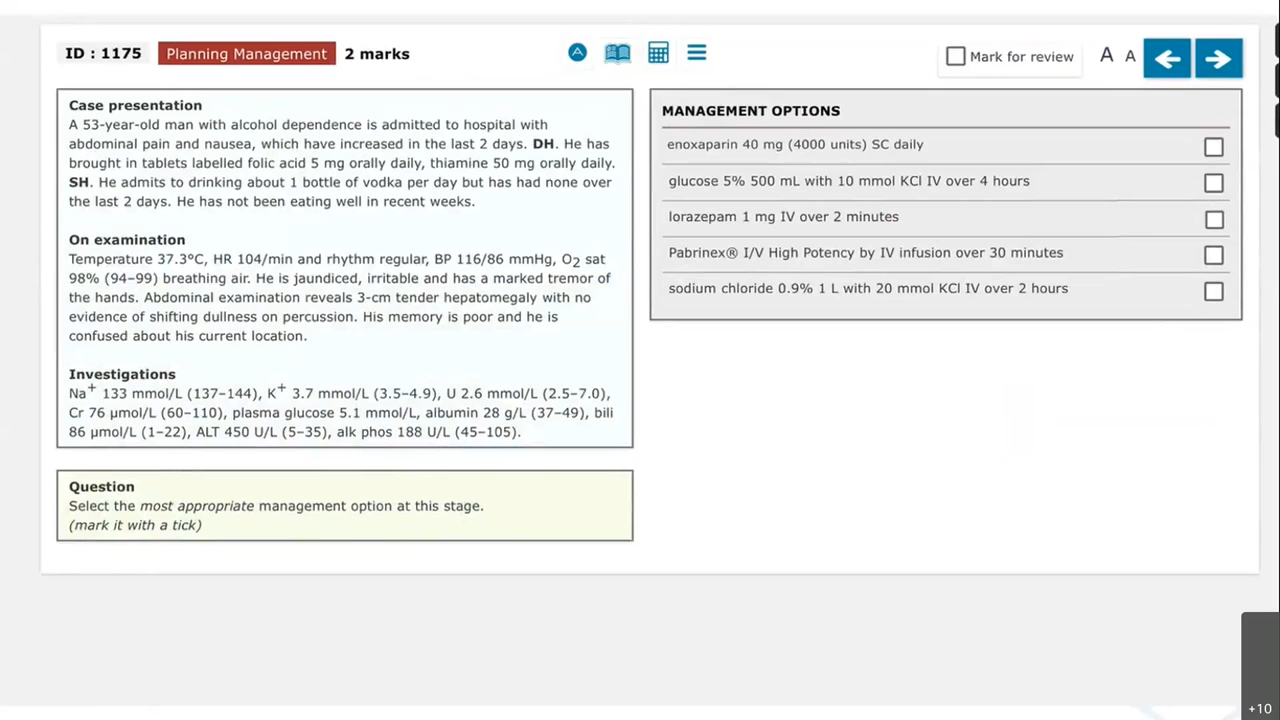 ID : 1175 Planning Management 2 marks A Mark for review A A
Case presentation
A 53-year-old man with alcohol dependence is admitted to hospital with
abdominal pain and nausea, which have increased in the last 2 days. DH. He has
brought in tablets labelled folic acid 5 mg orally daily, thiamine 50 mg orally daily.
SH. He admits to drinking about 1 bottle of vodka per day but has had none over
the last 2 days. He has not been eating well in recent weeks.
On examination
Temperature 37.3°C, HR 104/min and rhythm regular, BP 116/86 mmHg, O2 sat
98% (94–99) breathing air. He is jaundiced, irritable and has a marked tremor of
the hands. Abdominal examination reveals 3-cm tender hepatomegaly with no
evidence of shifting dullness on percussion. His memory is poor and he is
confused about his current location.
Investigations
Na+ 133 mmol/L (137–144), K+ 3.7 mmol/L (3.5–4.9), U 2.6 mmol/L (2.5–7.0),
Cr 76 µmol/L (60–110), plasma glucose 5.1 mmol/L, albumin 28 g/L (37–49), bili
86 µmol/L (1–22), ALT 450 U/L (5–35), alk phos 188 U/L (45–105).
Question
Select the most appropriate management option at this stage.
(mark it with a tick)
MANAGEMENT OPTIONS
enoxaparin 40 mg (4000 units) SC daily
glucose 5% 500 mL with 10 mmol KCl IV over 4 hours
lorazepam 1 mg IV over 2 minutes
Pabrinex® I/V High Potency by IV infusion over 30 minutes
sodium chloride 0.9% 1 L with 20 mmol KCl IV over 2 hours
+10